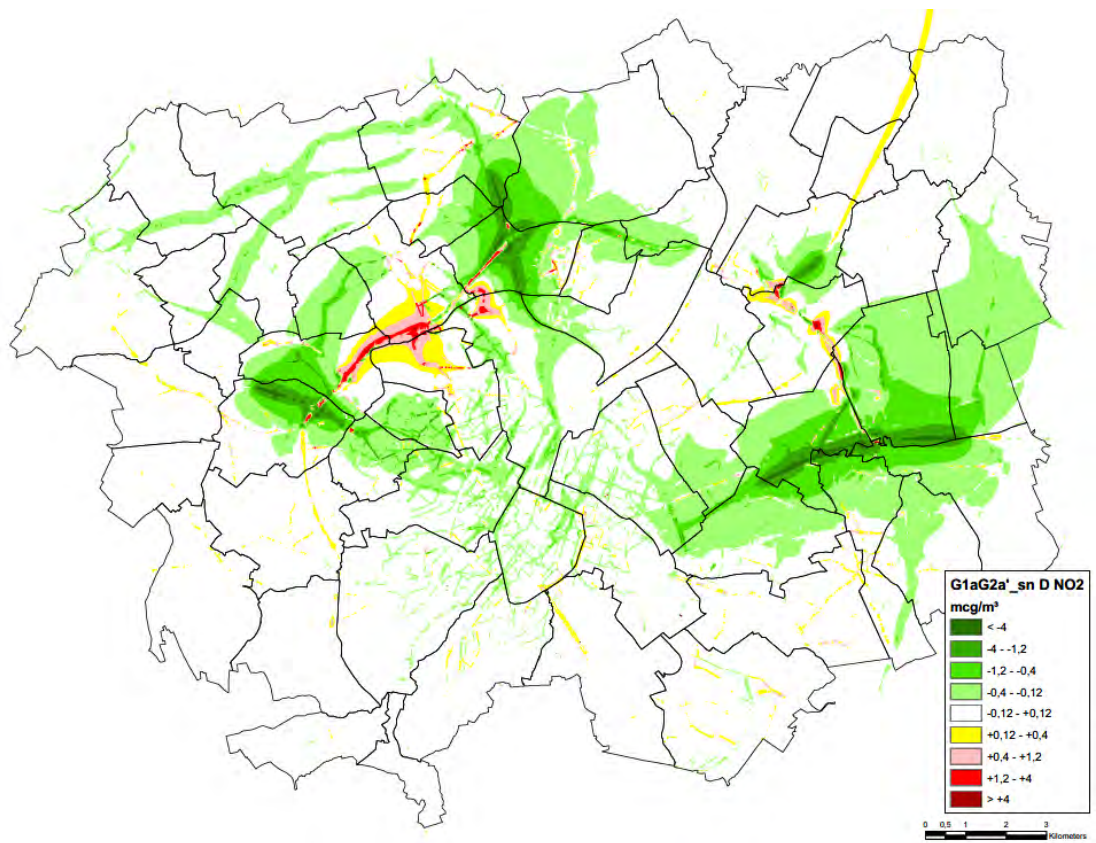 G1aG2a'_sn D NO2
mcg/m³
< -4
-4 - -1,2
-1,2 - -0,4
-0,4 - -0,12
-0,12 - +0,12
+0,12 - +0,4
+0,4 - +1,2
+1,2 - +4
> +4
0 0,5 1 2 3
Kilometers